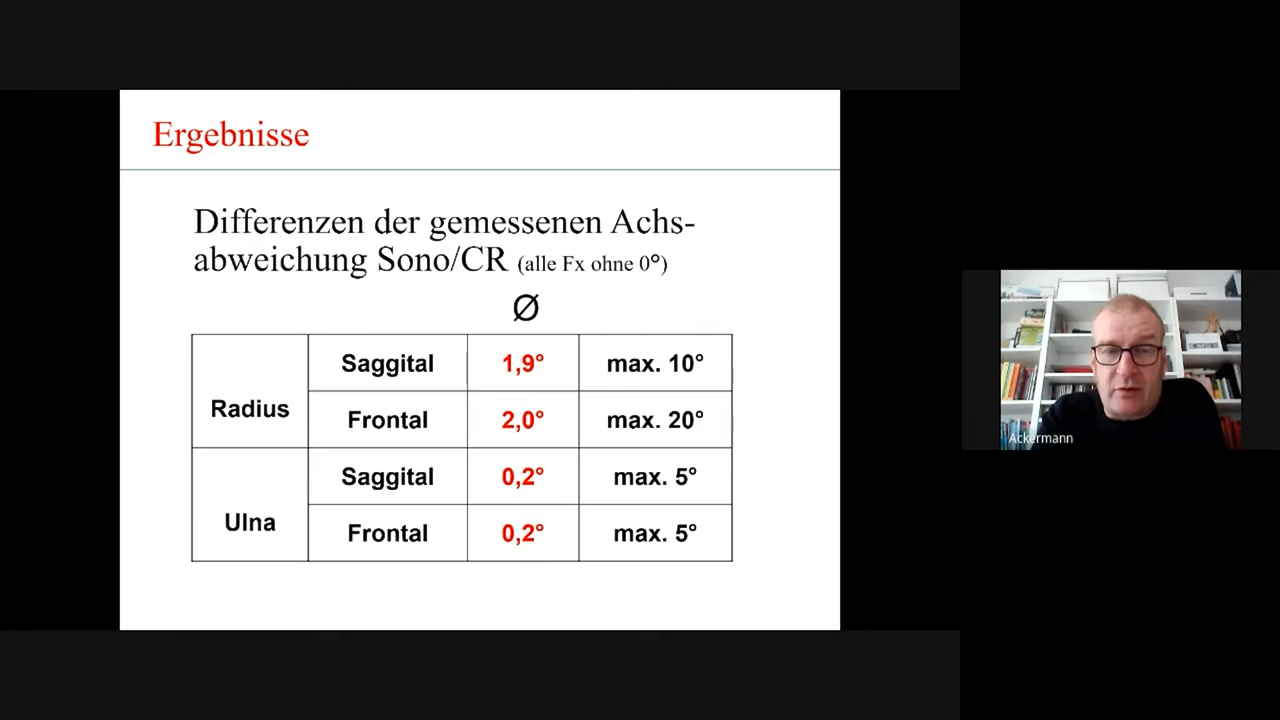 Ergebnisse
Differenzen der gemessenen Achs-
abweichung Sono/CR (alle Fx ohne 0°)
Ø
Radius
Saggital 1,9° max. 10°
Frontal 2,0° max. 20°
Ulna
Saggital 0,2° max. 5°
Frontal 0,2° max. 5°
Ackermann